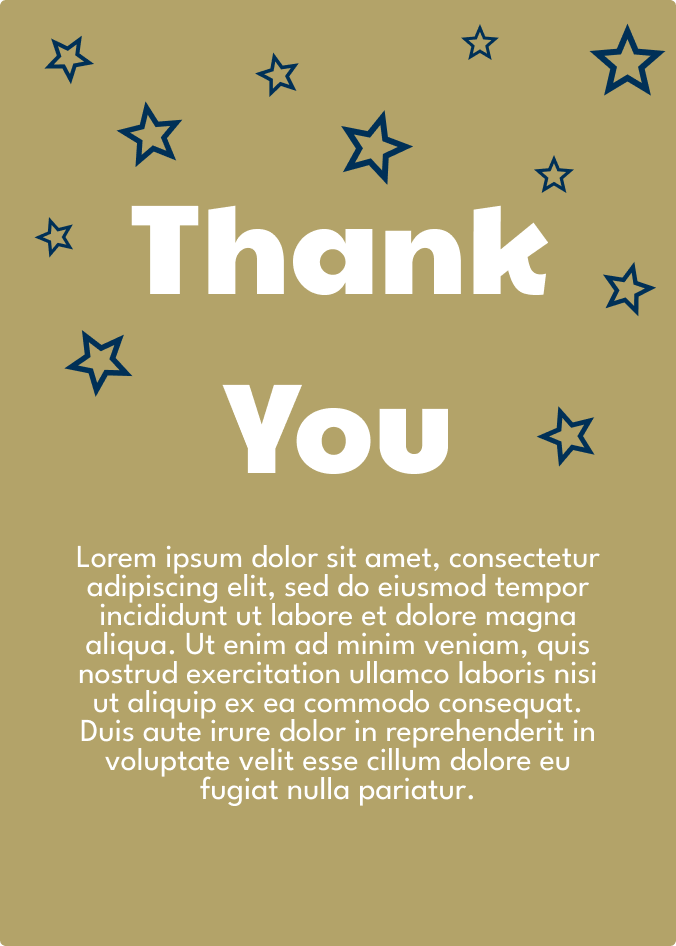 Thank
You
Lorem ipsum dolor sit amet, consectetur
adipiscing elit, sed do eiusmod tempor
incididunt ut labore et dolore magna
aliqua. Ut enim ad minim veniam, quis
nostrud exercitation ullamco laboris nisi
ut aliquip ex ea commodo consequat.
Duis aute irure dolor in reprehenderit in
voluptate velit esse cillum dolore eu
fugiat nulla pariatur.